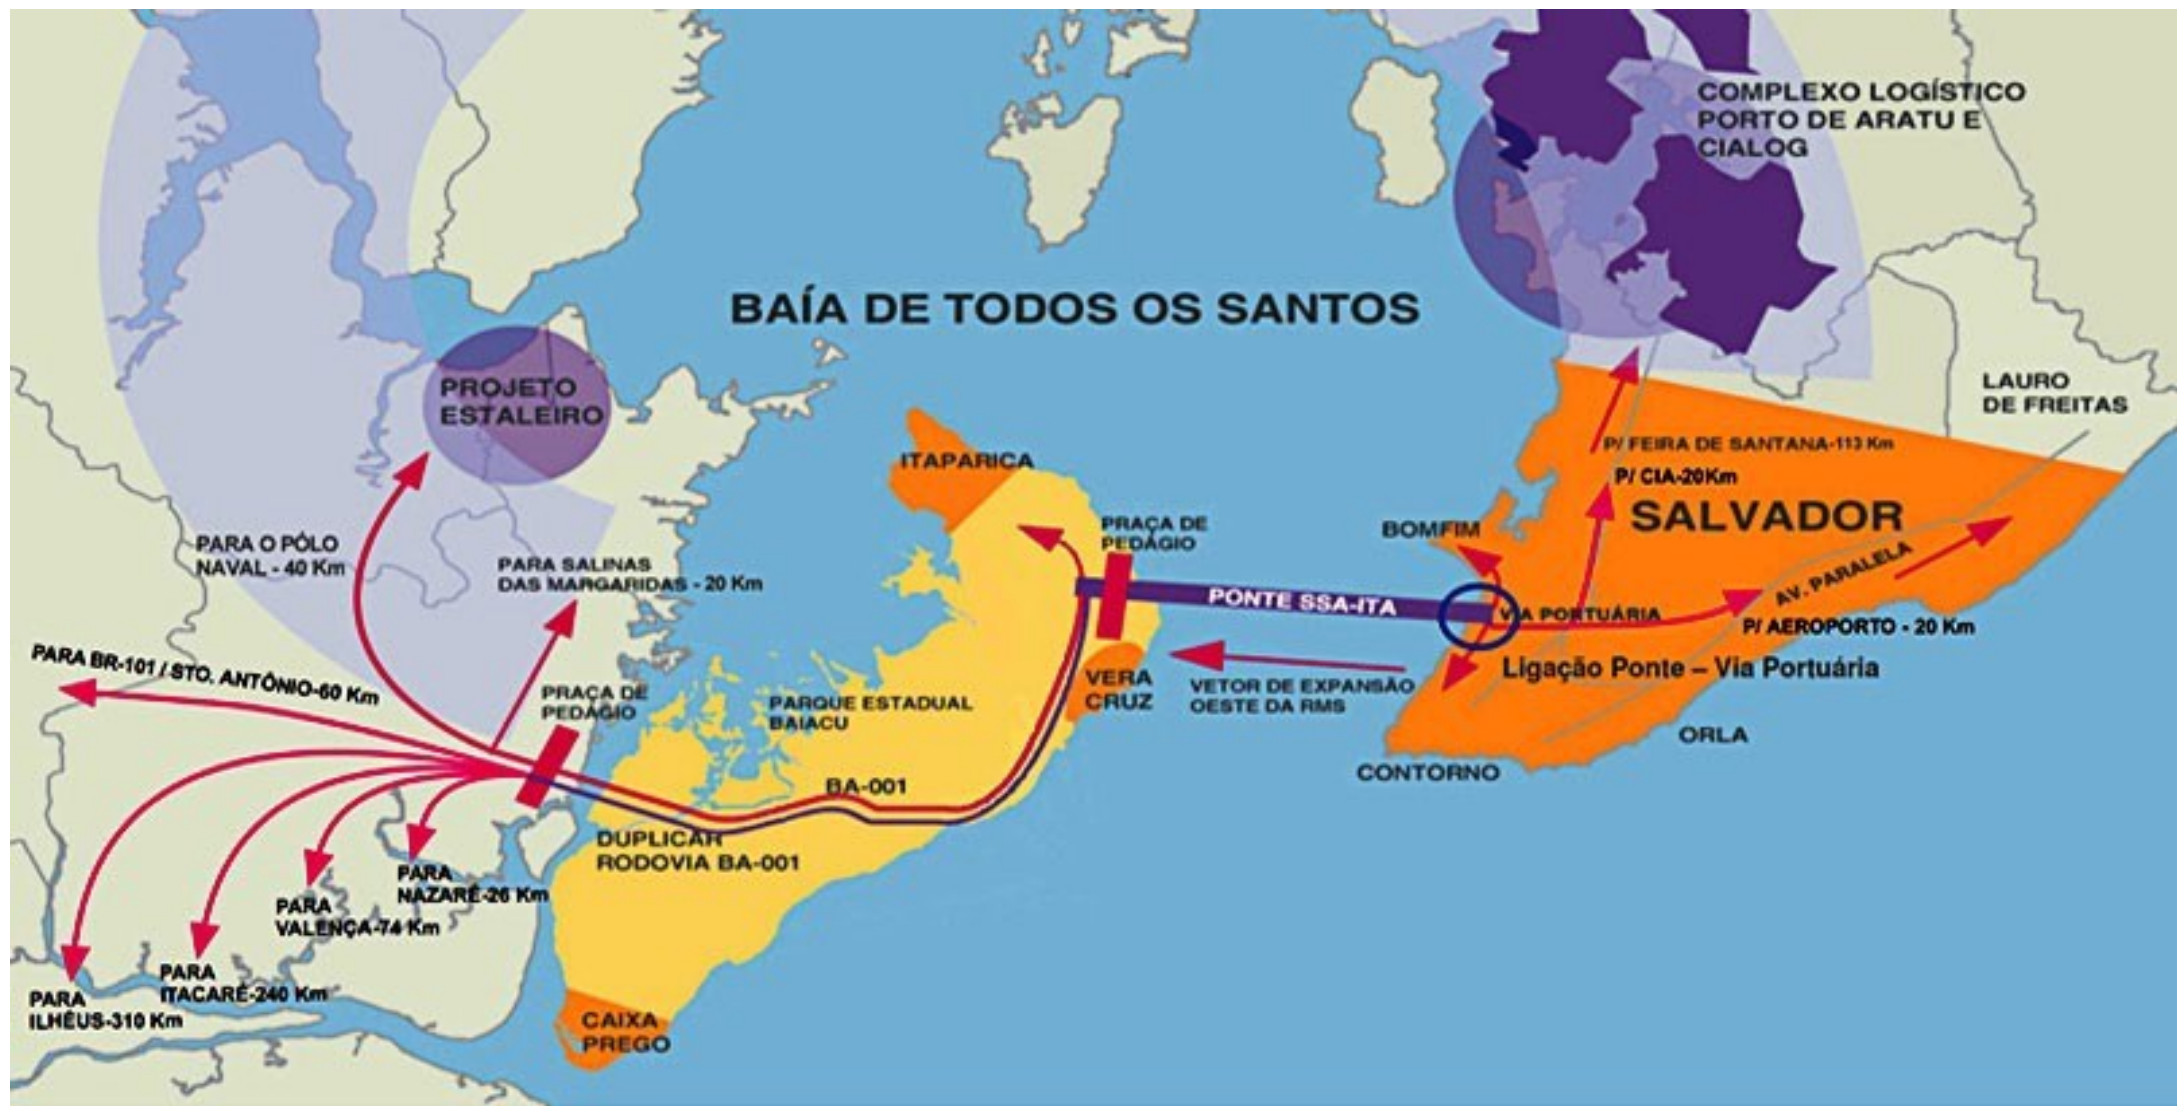 COMPLEXO LOGÍSTICO
PORTO DE ARATU E
CIALOG
BAÍA DE TODOS OS SANTOS
PROJETO
ESTALEIRO
LAURO
DE FREITAS
P/ FEIRA DE SANTANA-113 Km
P/ CIA-20Km
SALVADOR
ITAPARICA
BOMFIM
PRAÇA DE
PEDÁGIO
PARA O PÓLO
NAVAL - 40 Km
PARA SALINAS
DAS MARGARIDAS - 20 Km
PONTE SSA-ITA
VIA PORTUÁRIA
AV. PARALELA
P/ AEROPORTO - 20 Km
Ligação Ponte – Via Portuária
PARA BR-101 / STO. ANTÔNIO-60 Km
PRAÇA DE
PEDÁGIO
PARQUE ESTADUAL
BAIACU
VERA
CRUZ
VETOR DE EXPANSÃO
OESTE DA RMS
ORLA
CONTORNO
BA-001
DUPLICAR
RODOVIA BA-001
PARA
NAZARÉ-26 Km
PARA
VALENÇA-74 Km
PARA
ITACARÉ-240 Km
PARA
ILHÉUS-310 Km
CAIXA
PREGO